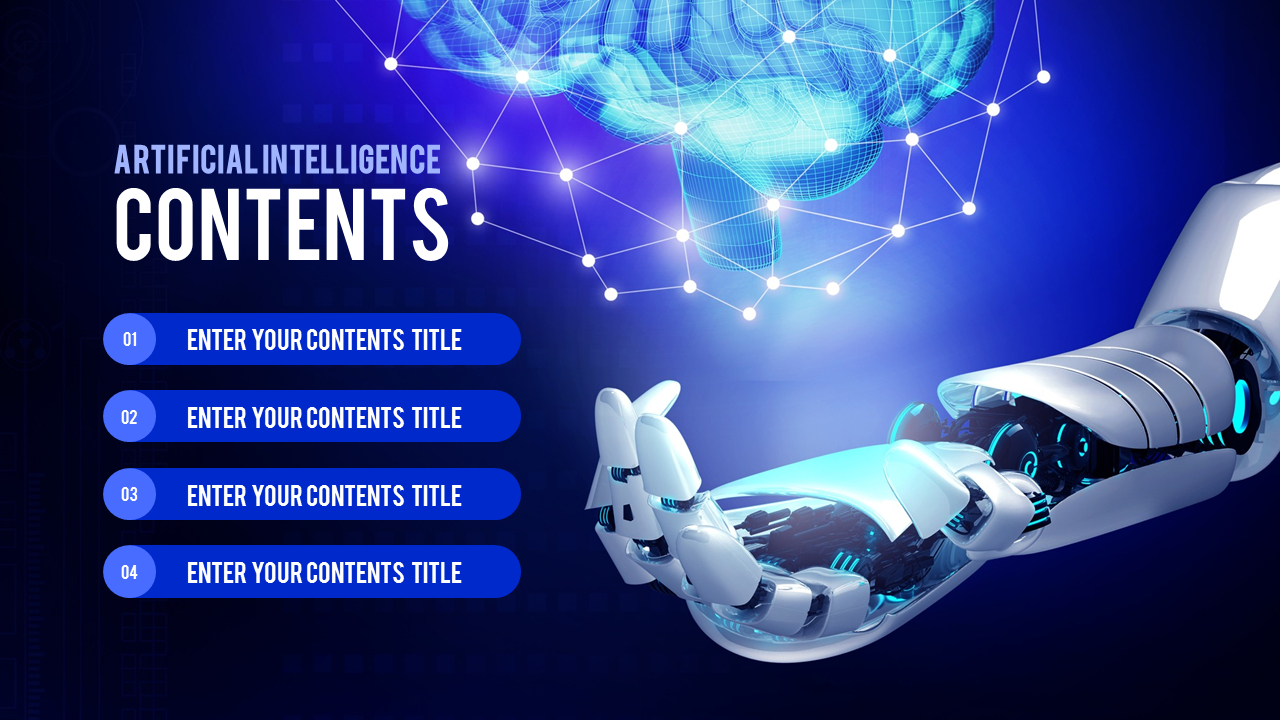 ARTIFICIAL INTELLIGENCE
CONTENTS
01 ENTER YOUR CONTENTS TITLE
02 ENTER YOUR CONTENTS TITLE
03 ENTER YOUR CONTENTS TITLE
04 ENTER YOUR CONTENTS TITLE